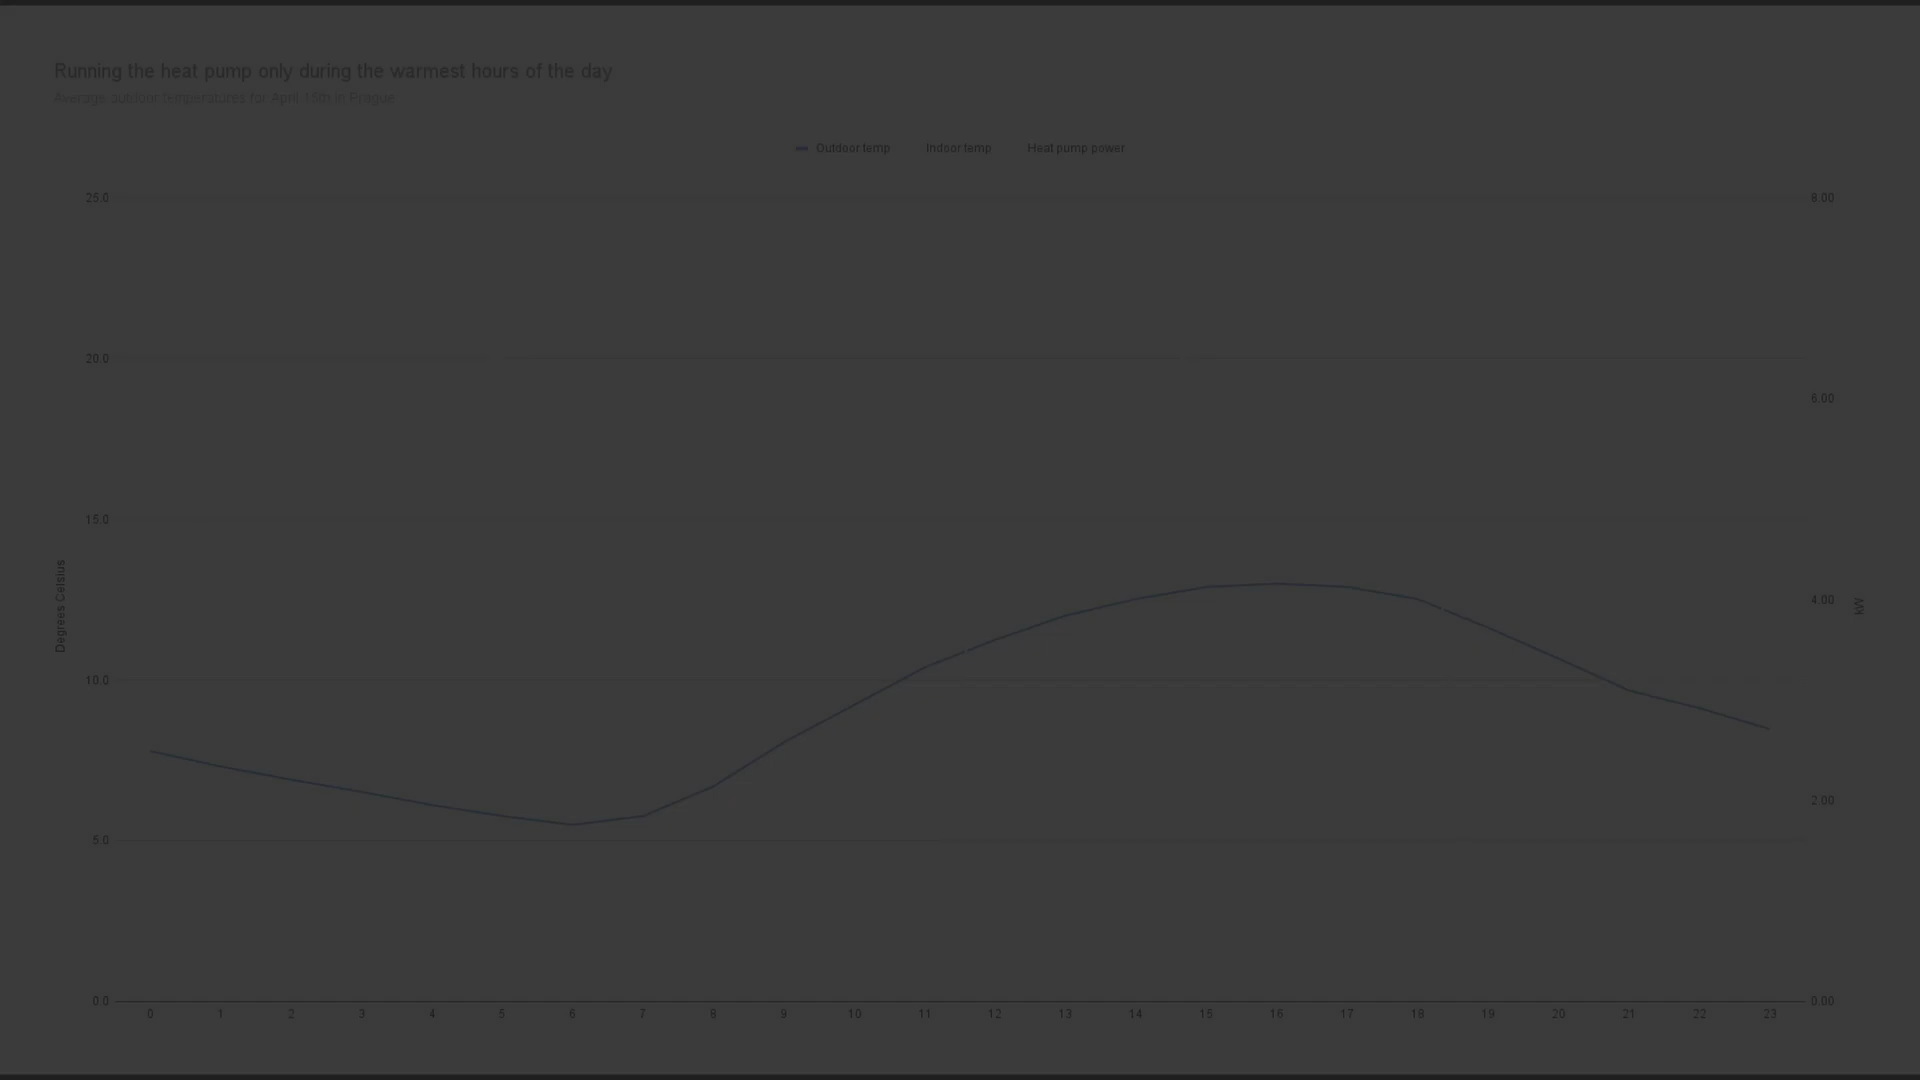 Running the heat pump only during the warmest hours of the day
Average outdoor temperatures for April 15th in Prague
Outdoor temp Indoor temp Heat pump power
25.0
20.0
15.0
10.0
5.0
0.0
Degrees Celsius
8.00
6.00
4.00
2.00
0.00
kW
0 1 2 3 4 5 6 7 8 9 10 11 12 13 14 15 16 17 18 19 20 21 22 23